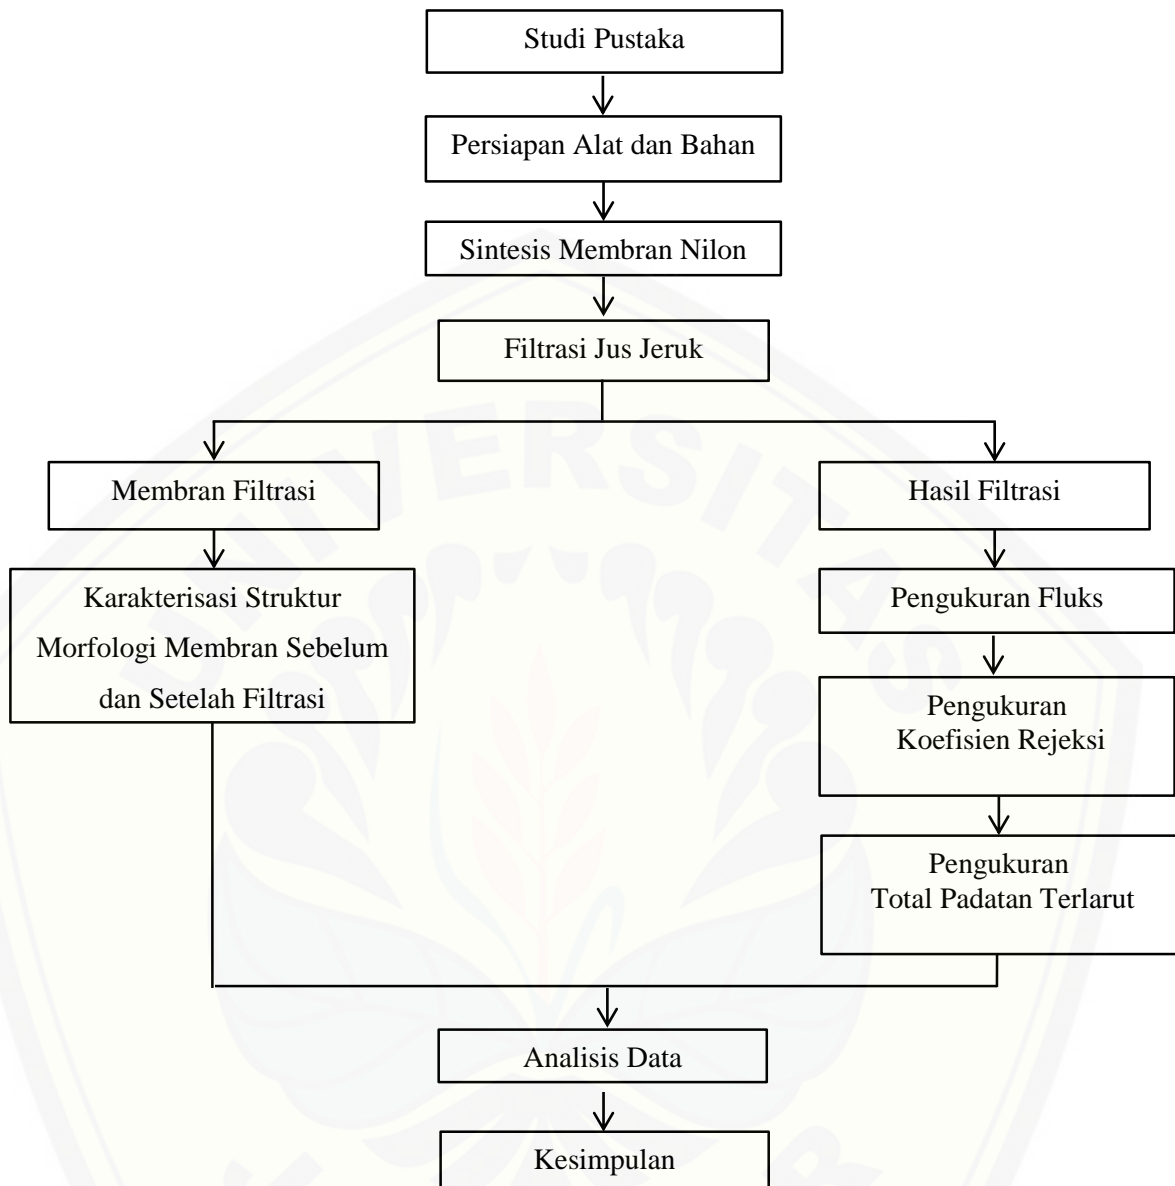 Studi Pustaka
Persiapan Alat dan Bahan
Sintesis Membran Nilon
Filtrasi Jus Jeruk
Membran Filtrasi
Hasil Filtrasi
Karakterisasi Struktur
Morfologi Membran Sebelum
dan Setelah Filtrasi
Pengukuran Fluks
Pengukuran
Koefisien Rejeksi
Pengukuran
Total Padatan Terlarut
Analisis Data
Kesimpulan
UNIVERSITAS